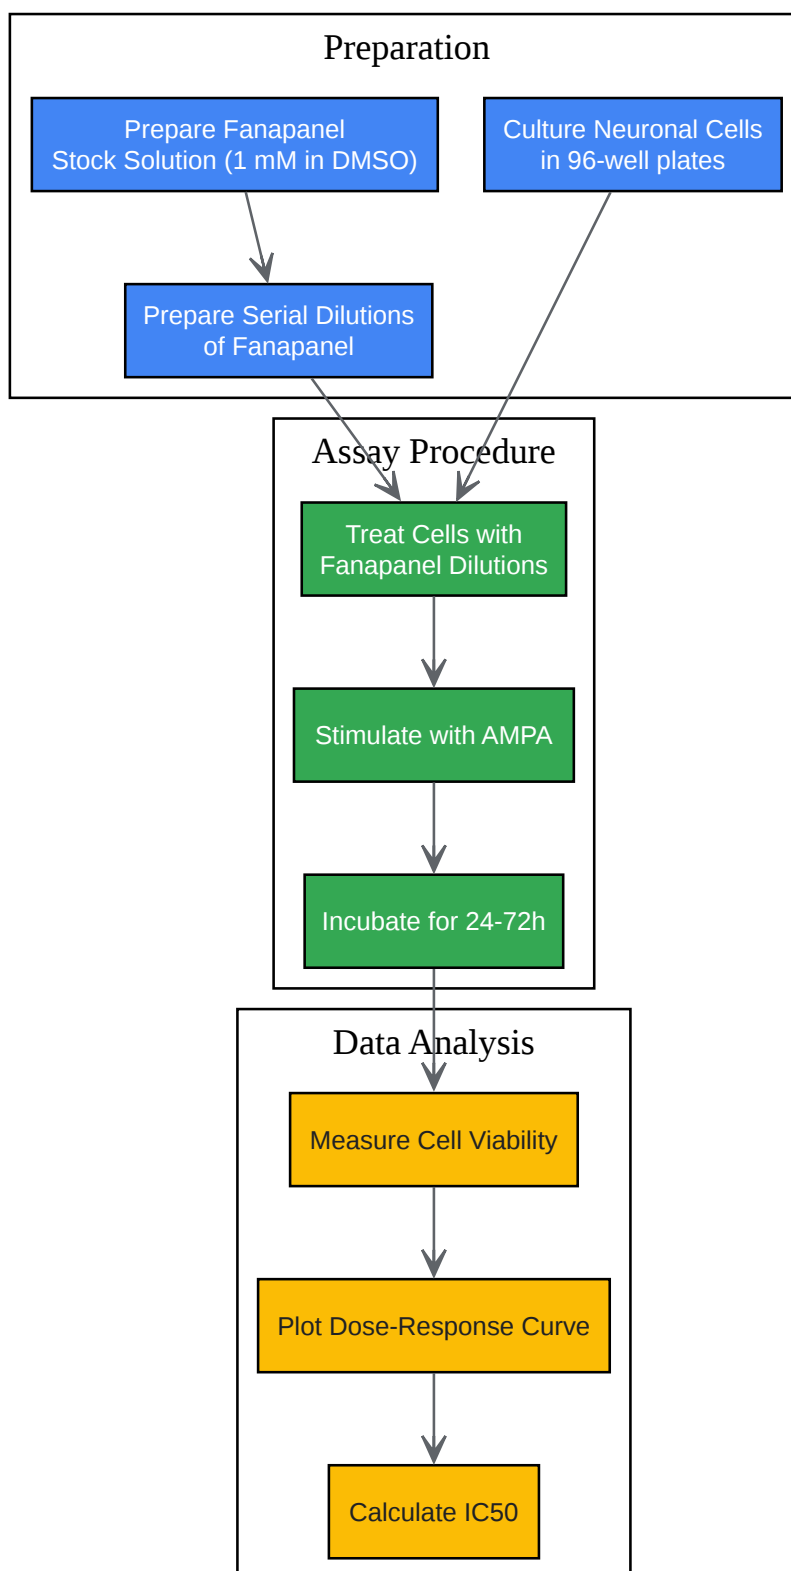 Preparation
Prepare Fanapanel
Stock Solution (1 mM in DMSO)
Culture Neuronal Cells
in 96-well plates
Prepare Serial Dilutions
of Fanapanel
Assay Procedure
Treat Cells with
Fanapanel Dilutions
Stimulate with AMPA
Incubate for 24-72h
Data Analysis
Measure Cell Viability
Plot Dose-Response Curve
Calculate IC50